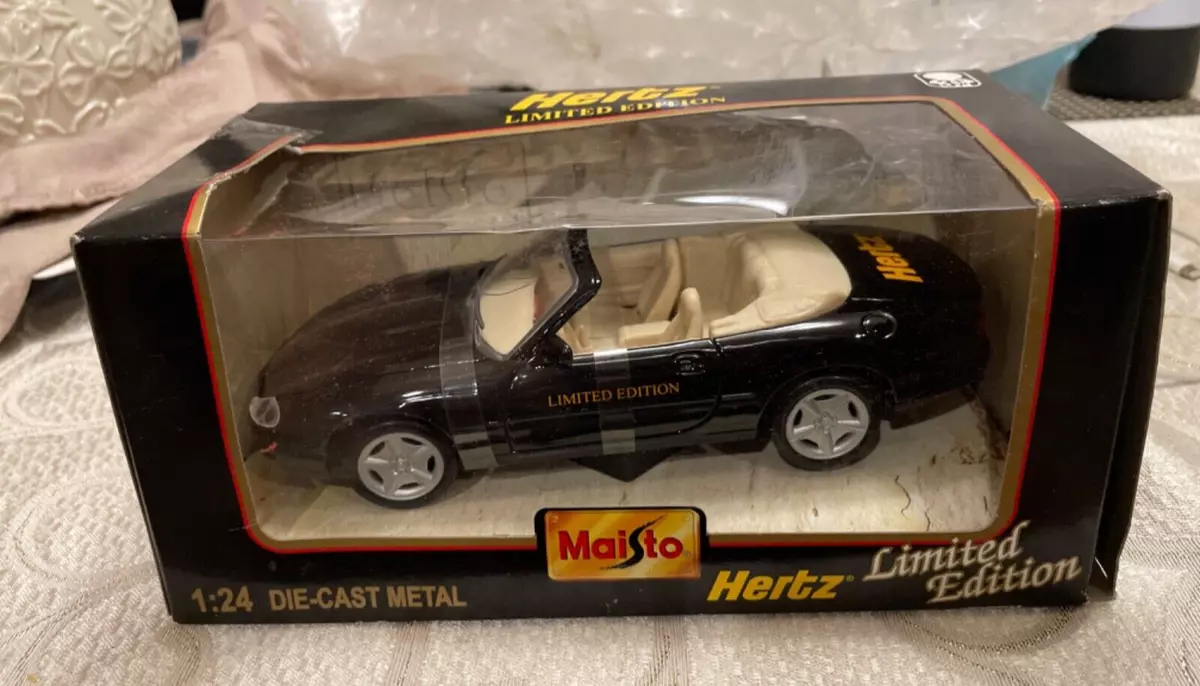 Hertz
LIMITED EDITION
Hertz
LIMITED EDITION
Maisto
1:24 DIE-CAST METAL
Hertz
Limited
Edition